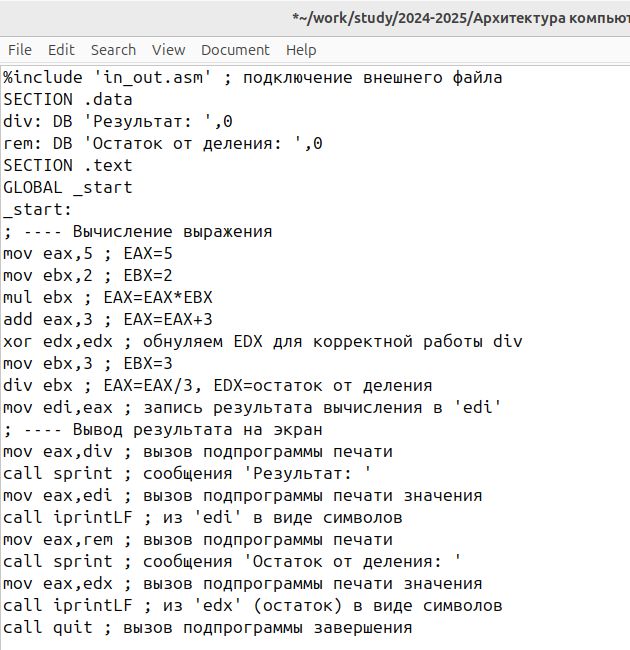 *~/work/study/2024-2025/Архитектура компьют
File Edit Search View Document Help
%include 'in_out.asm' ; подключение внешнего файла
SECTION .data
div: DB 'Результат: ',0
rem: DB 'Остаток от деления: ',0
SECTION .text
GLOBAL _start
_start:
; ---- Вычисление выражения
mov eax,5 ; EAX=5
mov ebx,2 ; EBX=2
mul ebx ; EAX=EAX*EBX
add eax,3 ; EAX=EAX+3
xor edx,edx ; обнуляем EDX для корректной работы div
mov ebx,3 ; EBX=3
div ebx ; EAX=EAX/3, EDX=остаток от деления
mov edi,eax ; запись результата вычисления в 'edi'
; ---- Вывод результата на экран
mov eax,div ; вызов подпрограммы печати
call sprint ; сообщения 'Результат: '
mov eax,edi ; вызов подпрограммы печати значения
call iprintLF ; из 'edi' в виде символов
mov eax,rem ; вызов подпрограммы печати
call sprint ; сообщения 'Остаток от деления: '
mov eax,edx ; вызов подпрограммы печати значения
call iprintLF ; из 'edx' (остаток) в виде символов
call quit ; вызов подпрограммы завершения